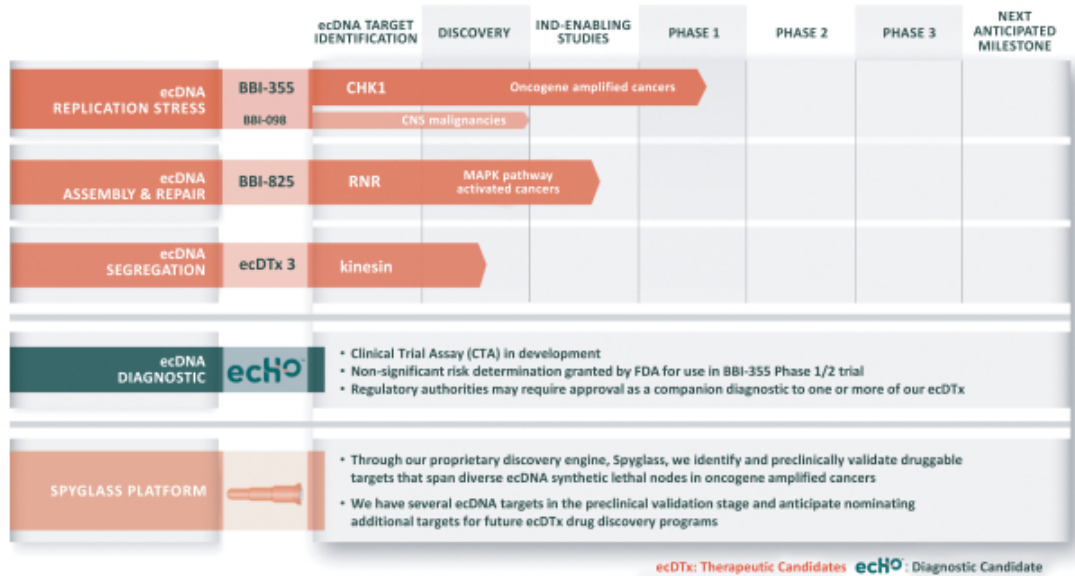 ecDNA TARGET IDENTIFICATION
DISCOVERY
IND-ENABLING STUDIES
PHASE 1
PHASE 2
PHASE 3
NEXT ANTICIPATED MILESTONE
ecDNA
REPLICATION STRESS
BBI-355
CHK1
Oncogene amplified cancers
BBI-098
CNS malignancies
ecDNA
ASSEMBLY & REPAIR
BBI-825
RNR
MAPK pathway
activated cancers
ecDNA
SEGREGATION
ecDTx 3
kinesin
ecDNA
DIAGNOSTIC
ecHO™
• Clinical Trial Assay (CTA) in development
• Non-significant risk determination granted by FDA for use in BBI-355 Phase 1/2 trial
• Regulatory authorities may require approval as a companion diagnostic to one or more of our ecDTx
SPYGLASS PLATFORM
• Through our proprietary discovery engine, Spyglass, we identify and preclinically validate druggable
targets that span diverse ecDNA synthetic lethal nodes in oncogene amplified cancers
• We have several ecDNA targets in the preclinical validation stage and anticipate nominating
additional targets for future ecDTx drug discovery programs
ecDTx: Therapeutic Candidates ecHO™: Diagnostic Candidate